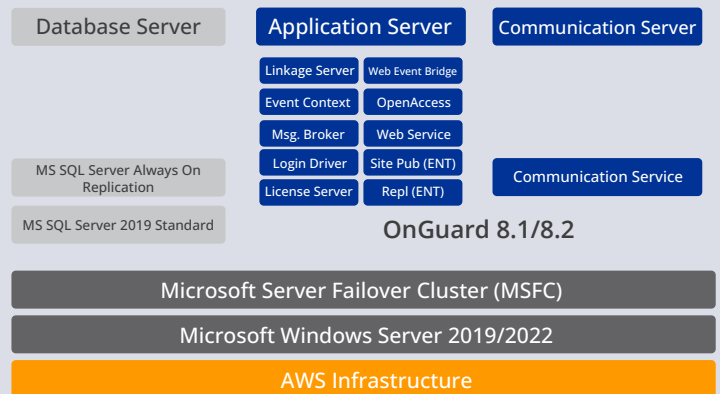 Database Server
Application Server
Communication Server
Linkage Server
Web Event Bridge
Event Context
OpenAccess
Msg. Broker
Web Service
Login Driver
Site Pub (ENT)
License Server
Repl (ENT)
MS SQL Server Always On
Replication
Communication Service
MS SQL Server 2019 Standard
OnGuard 8.1/8.2
Microsoft Server Failover Cluster (MSFC)
Microsoft Windows Server 2019/2022
AWS Infrastructure